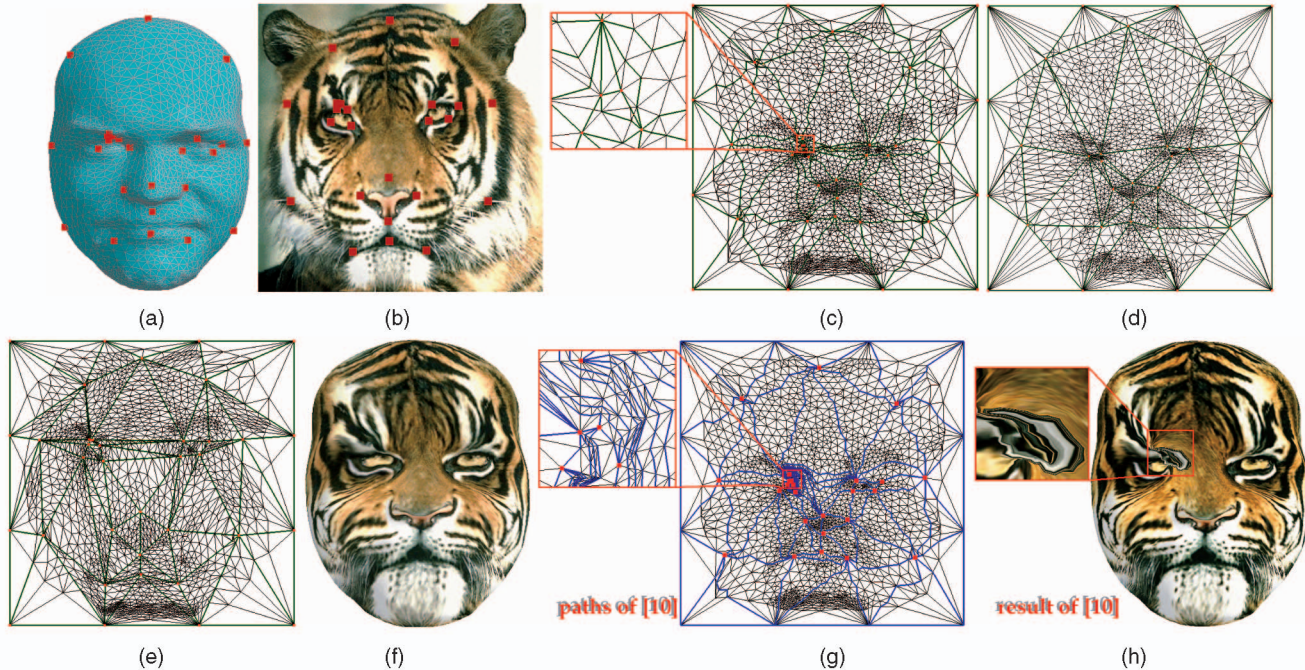 (a)
(b)
(c)
(d)
paths of [10]
result of [10]
(e)
(f)
(g)
(h)